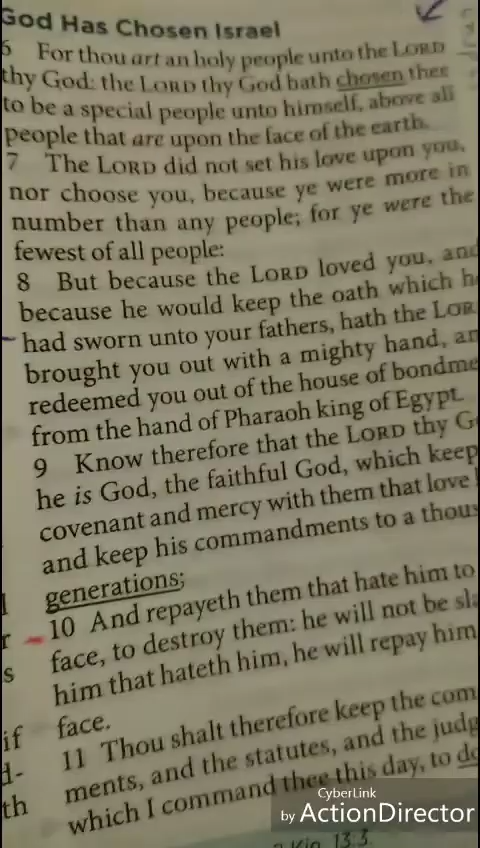 God Has Chosen Israel
6 For thou art an holy people unto the LORD
thy God: the LORD thy God hath chosen thee
to be a special people unto himself, above all
people that are upon the face of the earth.
7 The LORD did not set his love upon you,
nor choose you, because ye were more in
number than any people; for ye were the
fewest of all people:
8 But because the LORD loved you, and
because he would keep the oath which he
had sworn unto your fathers, hath the LOR
brought you out with a mighty hand, an
redeemed you out of the house of bondme
from the hand of Pharaoh king of Egypt.
9 Know therefore that the LORD thy G
he is God, the faithful God, which keep
covenant and mercy with them that love
and keep his commandments to a thous
generations;
10 And repayeth them that hate him to
face, to destroy them: he will not be sla
him that hateth him, he will repay him
face.
11 Thou shalt therefore keep the com
ments, and the statutes, and the judg
which I command thee this day, to do
r
s
if
d-
th
13.3
CyberLink
by ActionDirector